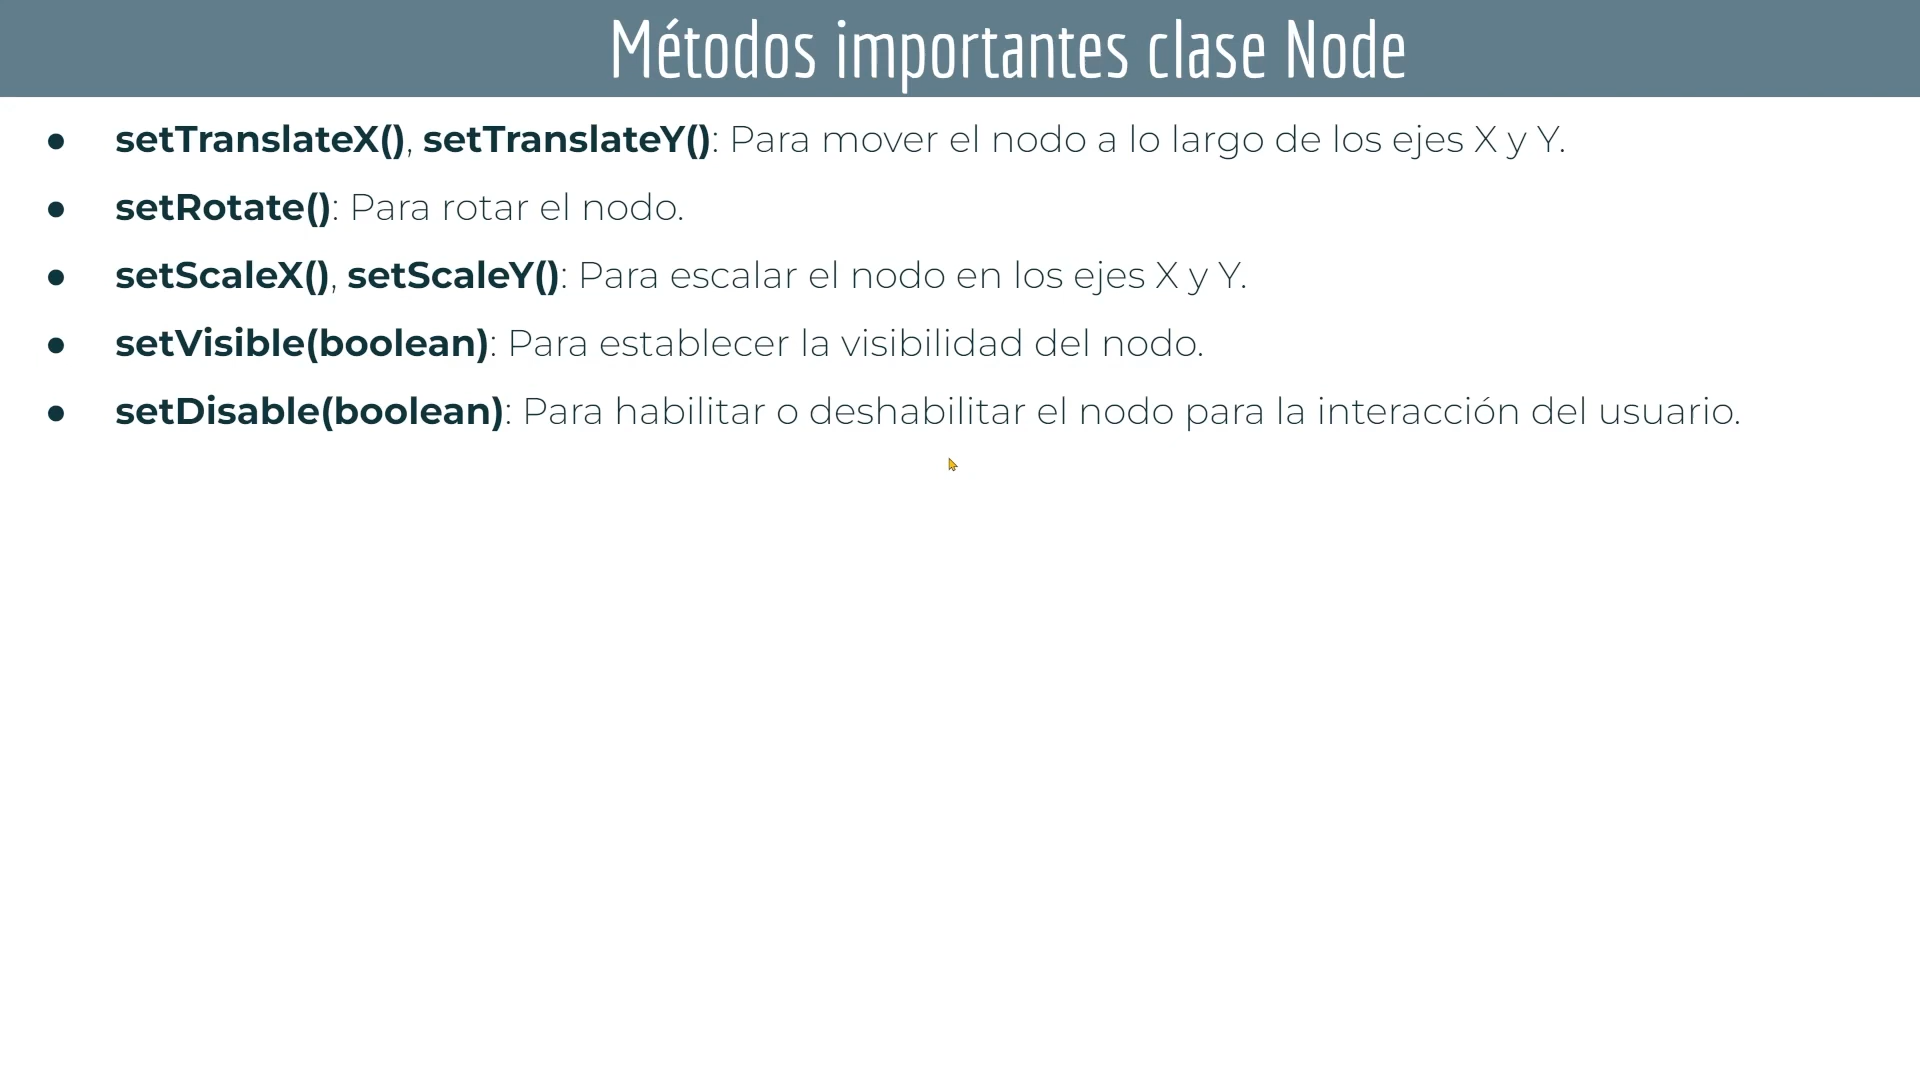 Métodos importantes clase Node
● setTranslateX(), setTranslateY(): Para mover el nodo a lo largo de los ejes X y Y.
● setRotate(): Para rotar el nodo.
● setScaleX(), setScaleY(): Para escalar el nodo en los ejes X y Y.
● setVisible(boolean): Para establecer la visibilidad del nodo.
● setDisable(boolean): Para habilitar o deshabilitar el nodo para la interacción del usuario.